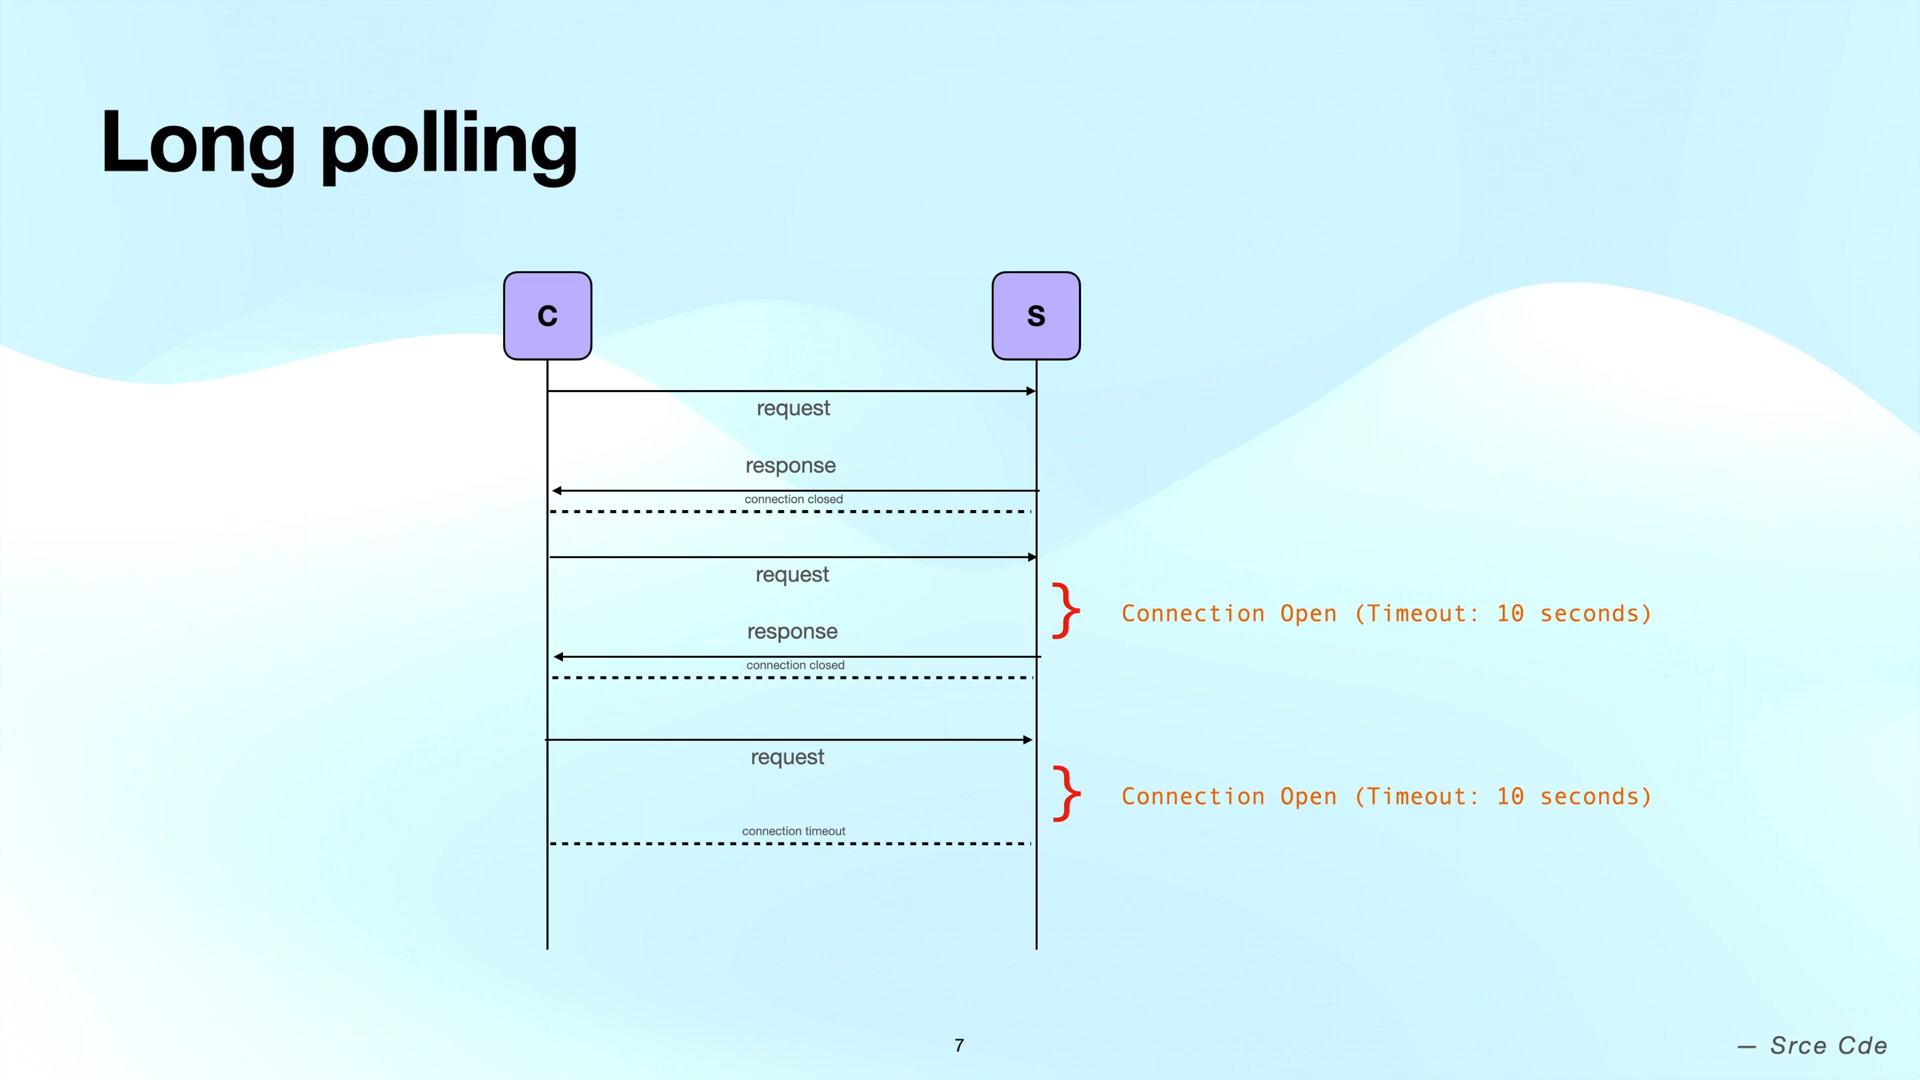 Long polling
C
S
request
response
connection closed
request
} Connection Open (Timeout: 10 seconds)
response
connection closed
request
} Connection Open (Timeout: 10 seconds)
connection timeout
7
— Srce Cde